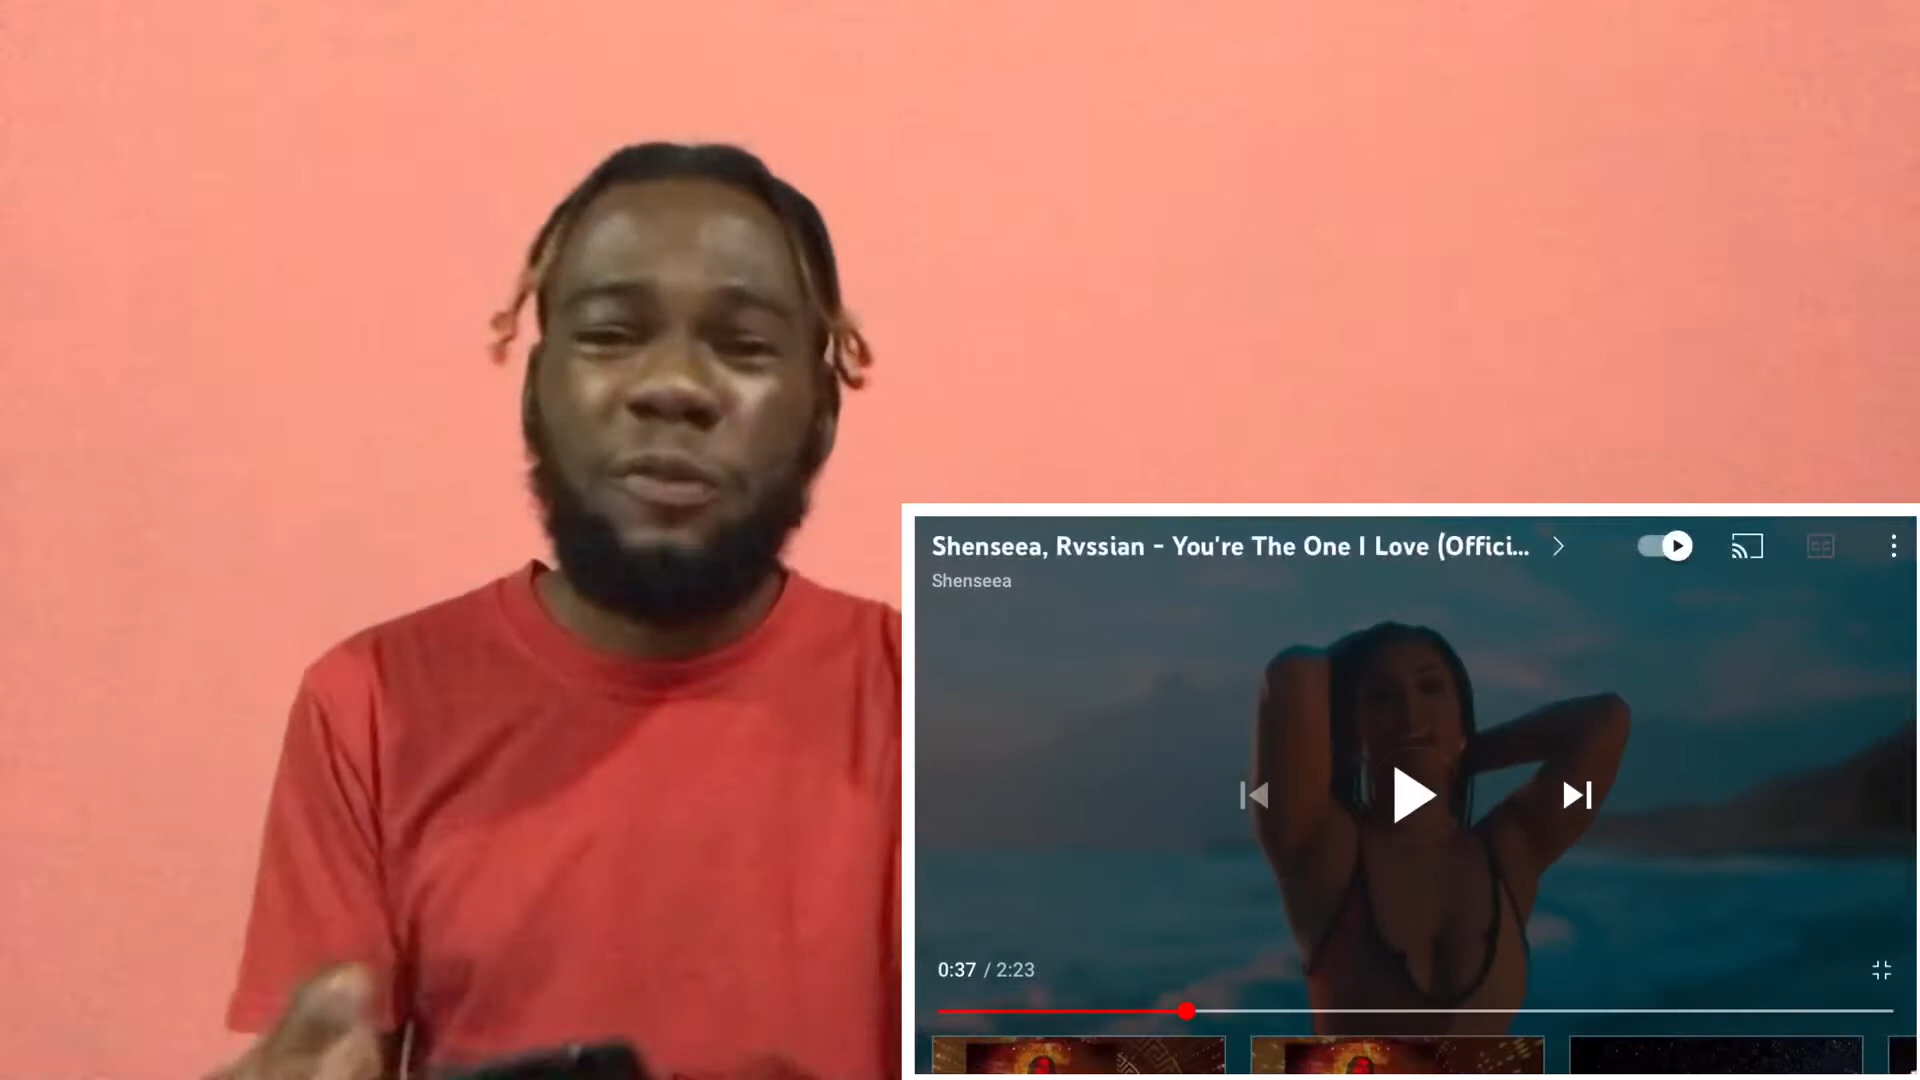 Shenseea, Rvssian - You're The One I Love (Offici...
Shenseea
0:37 / 2:23